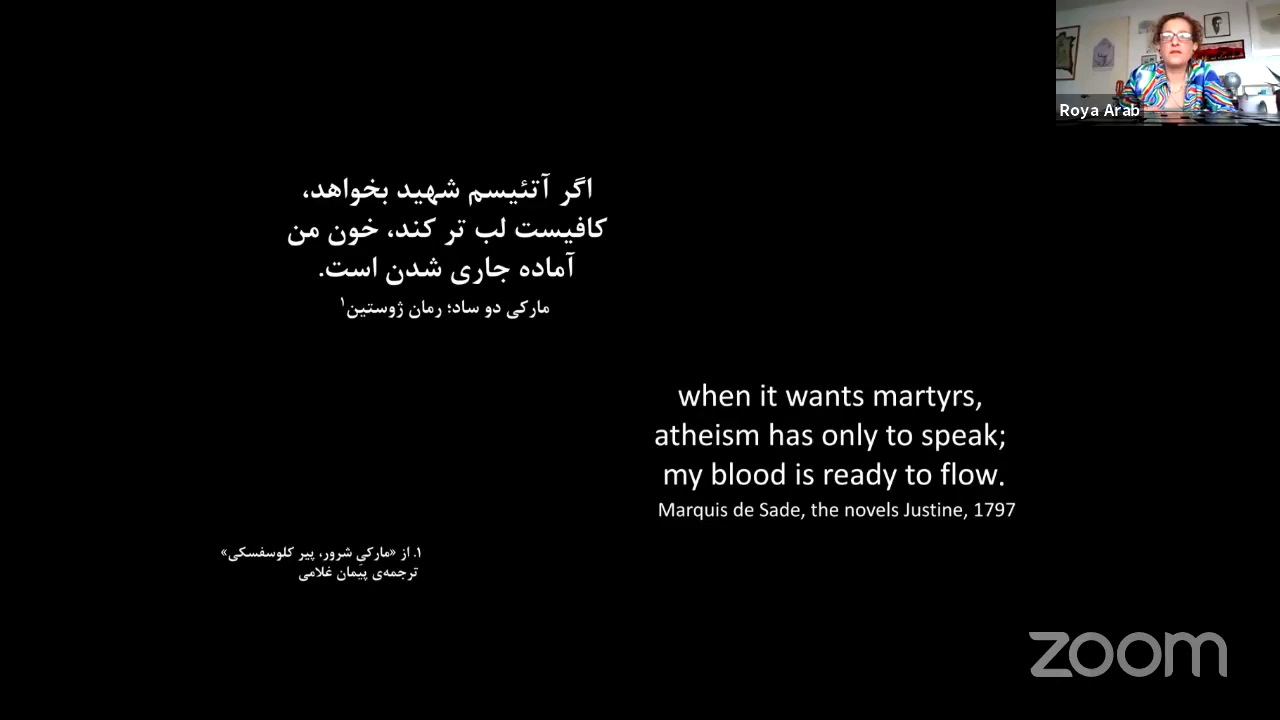 Roya Arab
اگر آتئیسم شهید بخواهد،
کافیست لب تر کند، خون من
آماده جاری شدن است.
مارکی دو ساد؛ رمان ژوستین۱
when it wants martyrs,
atheism has only to speak;
my blood is ready to flow.
Marquis de Sade, the novels Justine, 1797
۱. از «مارکیِ شرور، پیر کلوسفسکی»
ترجمه‌ی پیمان غلامی
zoom